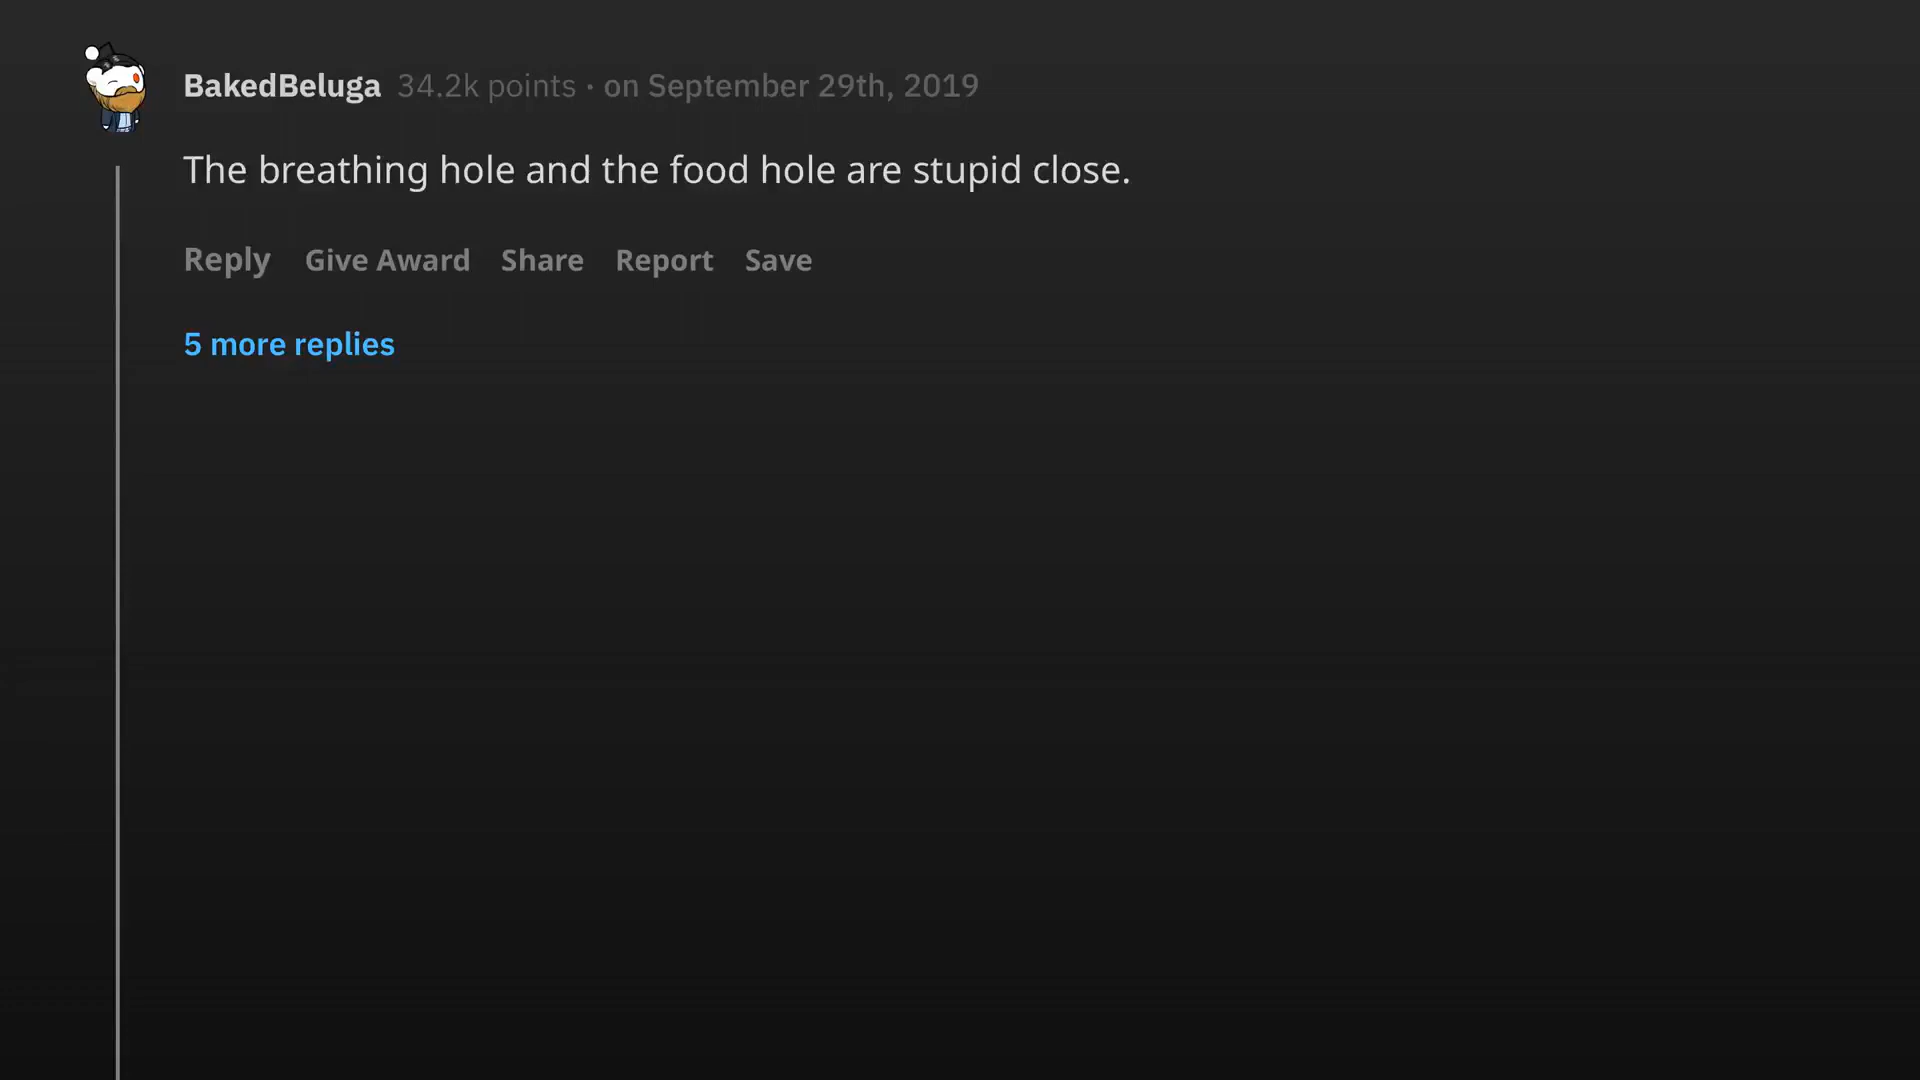 BakedBeluga 34.2k points · on September 29th, 2019
The breathing hole and the food hole are stupid close.
Reply Give Award Share Report Save
5 more replies